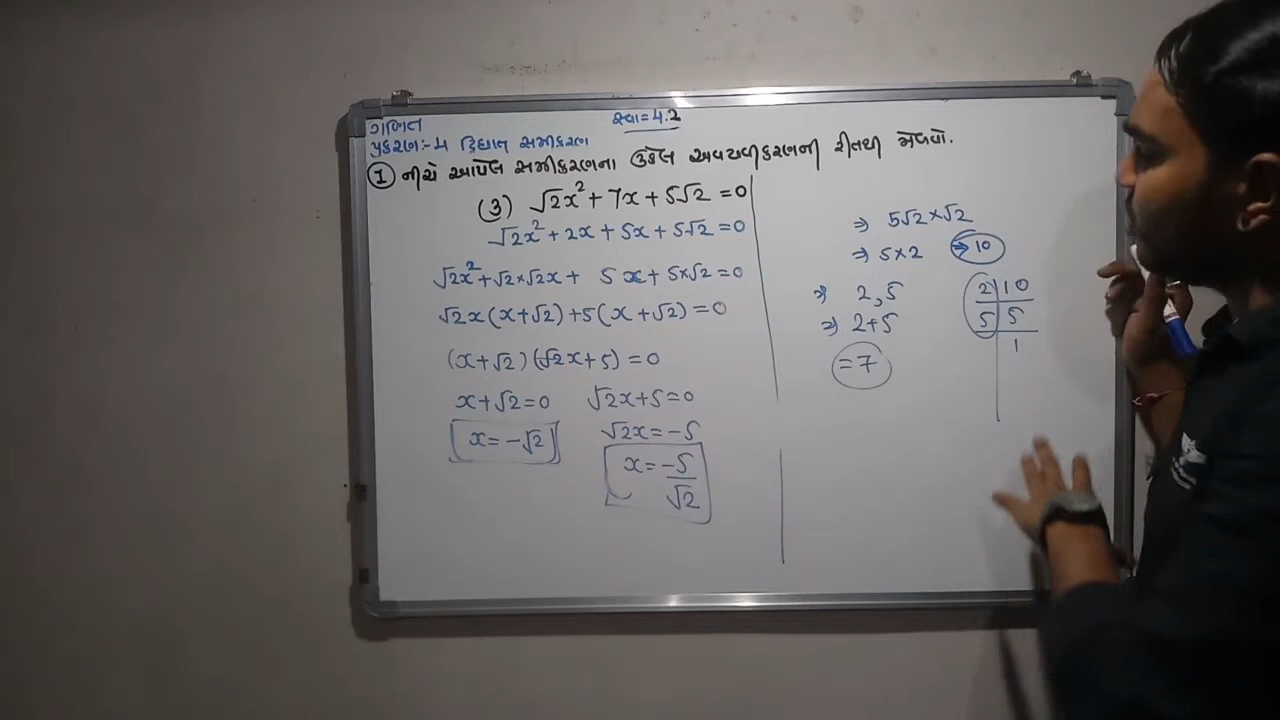 ગણિત
સ્વા = 4.2
પ્રકરણ:- 4 દ્વિઘાત સમીકરણ
① નીચે આપેલ સમીકરણના ઉકેલ અવયવીકરણની રીતથી મેળવો.
(3) √2x² + 7x + 5√2 = 0
√2x² + 2x + 5x + 5√2 = 0
√2x² + √2×√2x + 5x + 5×√2 = 0
√2x(x+√2) + 5(x+√2) = 0
(x+√2)(√2x+5) = 0
x+√2=0 √2x+5=0
x = -√2 √2x = -5
x = -5/√2
⇒ 5√2 × √2
⇒ 5×2 ⇒ 10
⇒ 2,5
⇒ 2+5
= 7
2 | 10
5 | 5
| 1